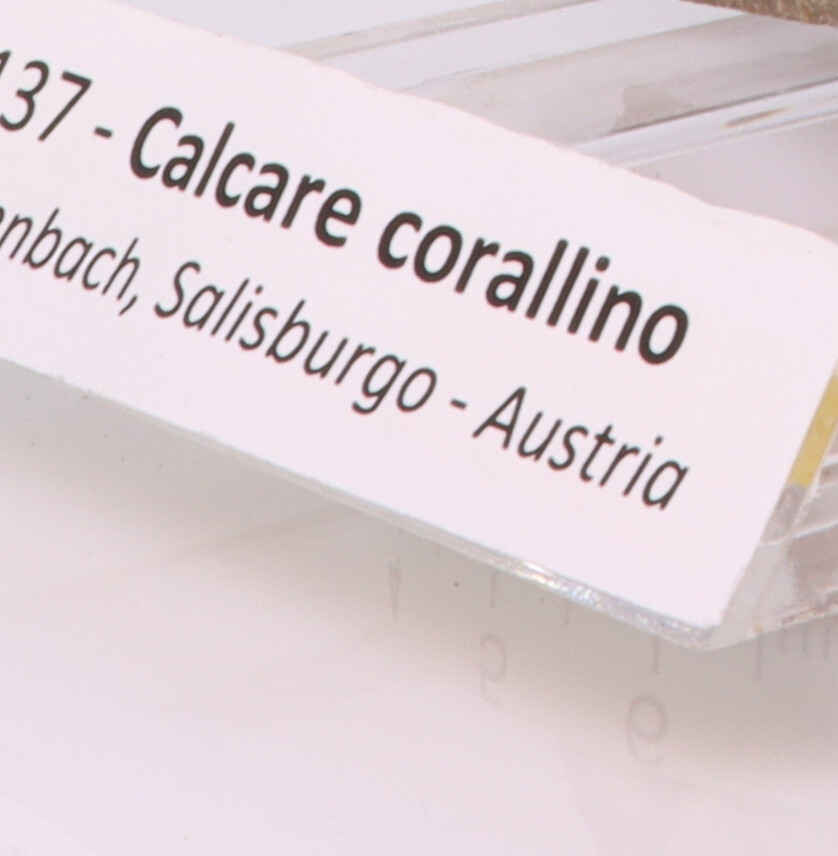 137 - Calcare corallino
nbach, Salisburgo - Austria